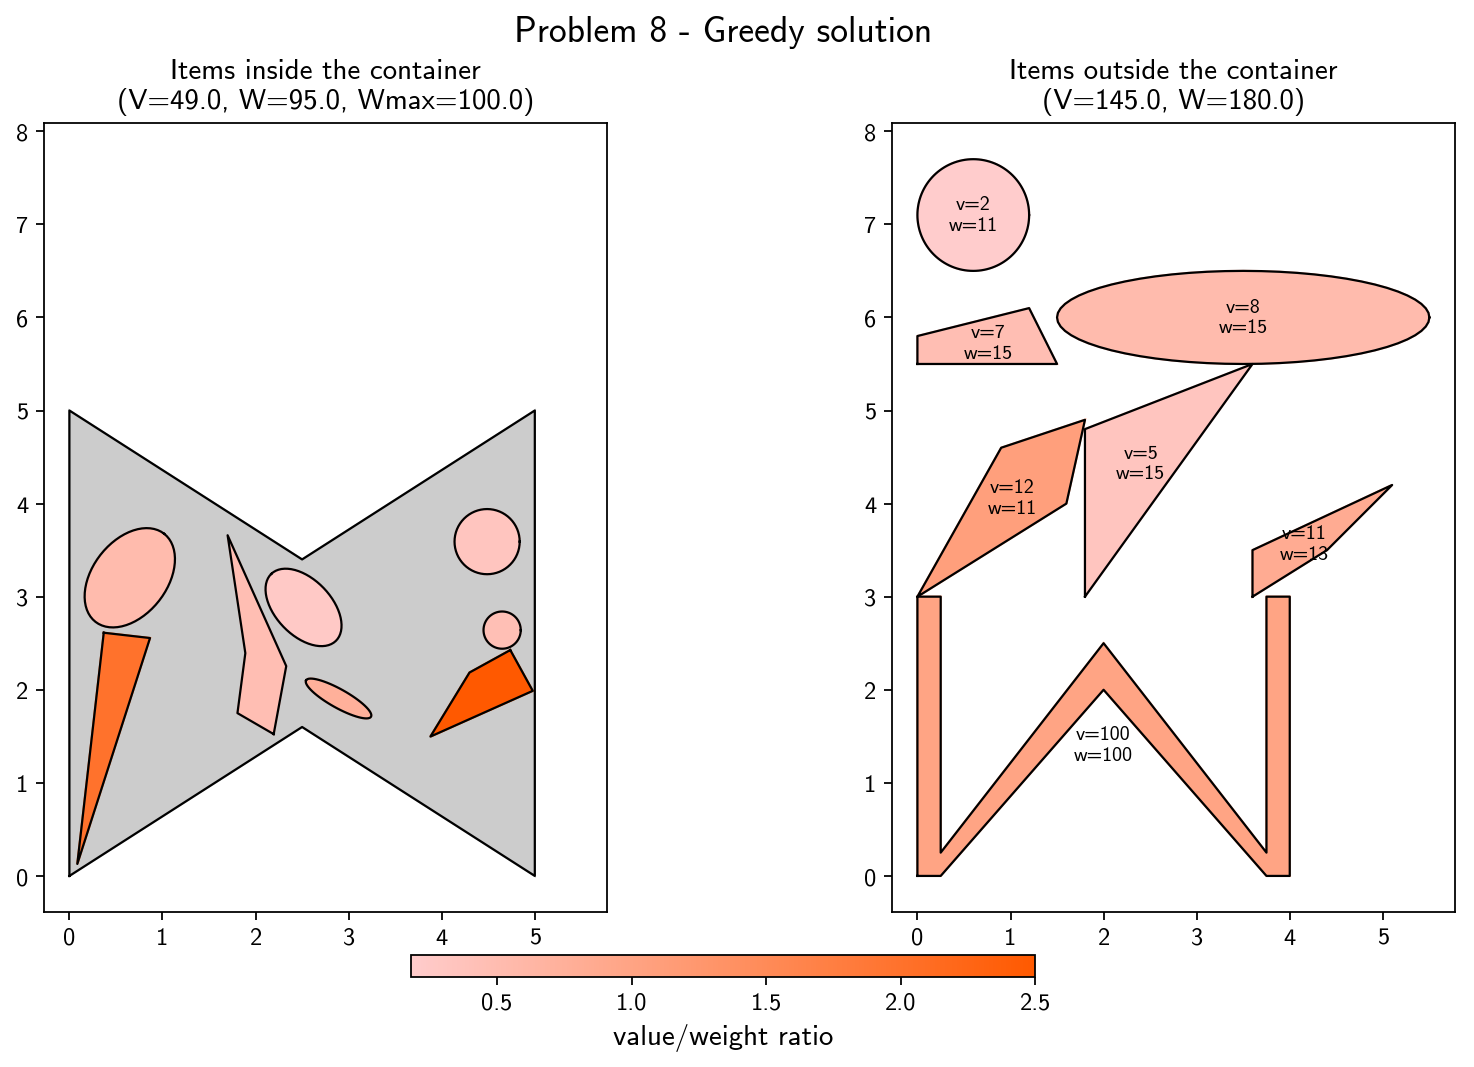 Problem 8 - Greedy solution
Items inside the container
(V=49.0, W=95.0, Wmax=100.0)
8
7
6
5
4
3
2
1
0
0 1 2 3 4 5
Items outside the container
(V=145.0, W=180.0)
8
7
6
5
4
3
2
1
0
v=2
w=11
v=8
w=15
v=7
w=15
v=5
w=15
v=12
w=11
v=11
w=13
v=100
w=100
0 1 2 3 4 5
0.5 1.0 1.5 2.0 2.5
value/weight ratio